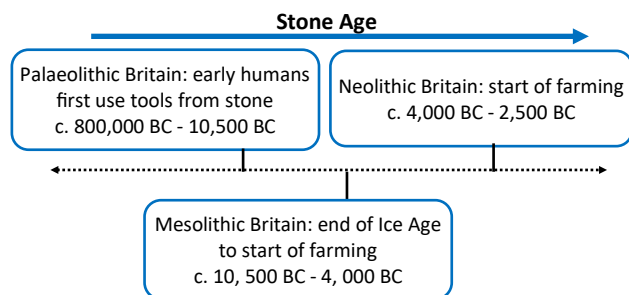 Stone Age
Palaeolithic Britain: early humans
first use tools from stone
c. 800,000 BC - 10,500 BC
Neolithic Britain: start of farming
c. 4,000 BC - 2,500 BC
Mesolithic Britain: end of Ice Age
to start of farming
c. 10, 500 BC - 4, 000 BC